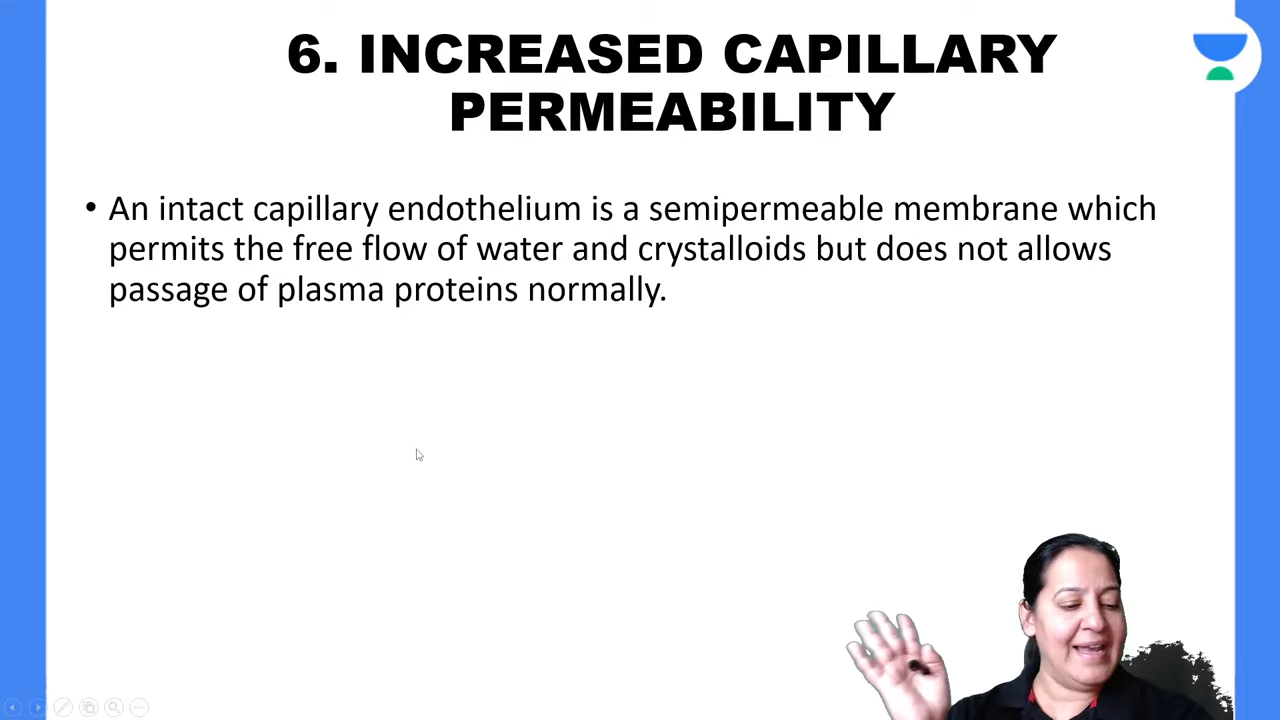 6. INCREASED CAPILLARY
PERMEABILITY
• An intact capillary endothelium is a semipermeable membrane which
permits the free flow of water and crystalloids but does not allows
passage of plasma proteins normally.